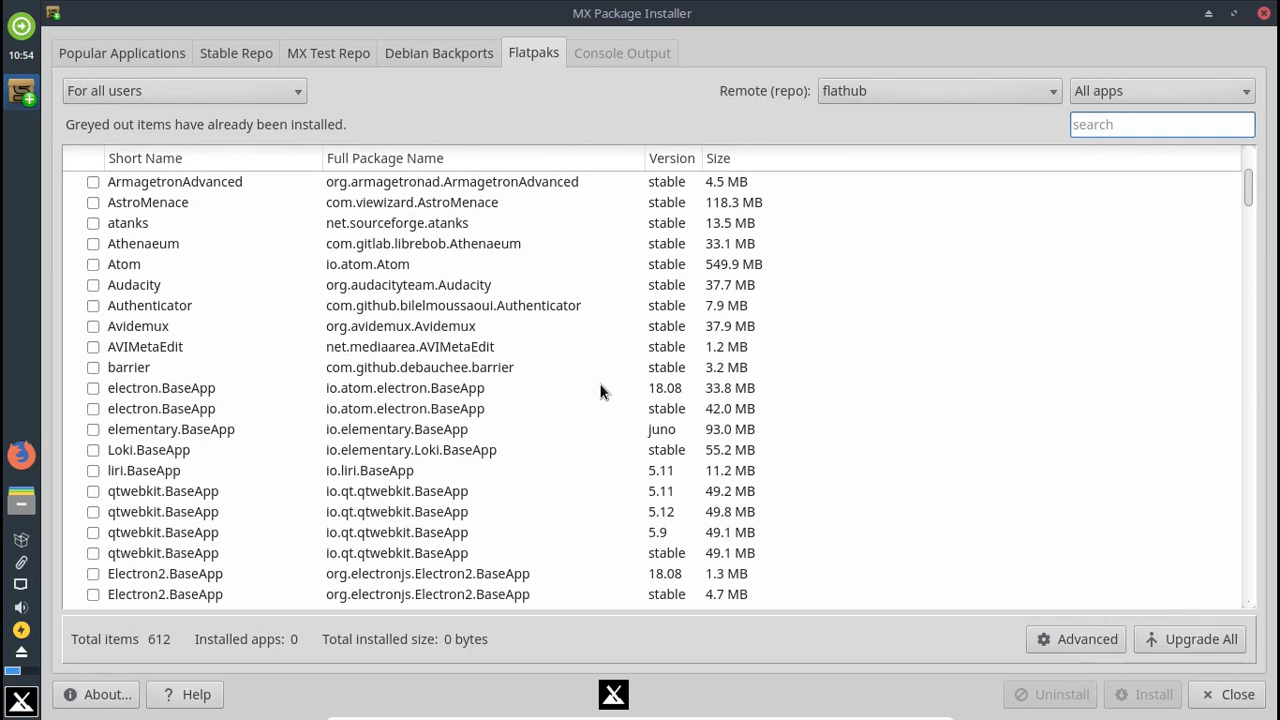 MX Package Installer
10:54
Popular Applications Stable Repo MX Test Repo Debian Backports Flatpaks Console Output
For all users Remote (repo): flathub All apps
Greyed out items have already been installed. search
Short Name Full Package Name Version Size
ArmagetronAdvanced org.armagetronad.ArmagetronAdvanced stable 4.5 MB
AstroMenace com.viewizard.AstroMenace stable 118.3 MB
atanks net.sourceforge.atanks stable 13.5 MB
Athenaeum com.gitlab.librebob.Athenaeum stable 33.1 MB
Atom io.atom.Atom stable 549.9 MB
Audacity org.audacityteam.Audacity stable 37.7 MB
Authenticator com.github.bilelmoussaoui.Authenticator stable 7.9 MB
Avidemux org.avidemux.Avidemux stable 37.9 MB
AVIMetaEdit net.mediaarea.AVIMetaEdit stable 1.2 MB
barrier com.github.debauchee.barrier stable 3.2 MB
electron.BaseApp io.atom.electron.BaseApp 18.08 33.8 MB
electron.BaseApp io.atom.electron.BaseApp stable 42.0 MB
elementary.BaseApp io.elementary.BaseApp juno 93.0 MB
Loki.BaseApp io.elementary.Loki.BaseApp stable 55.2 MB
liri.BaseApp io.liri.BaseApp 5.11 11.2 MB
qtwebkit.BaseApp io.qt.qtwebkit.BaseApp 5.11 49.2 MB
qtwebkit.BaseApp io.qt.qtwebkit.BaseApp 5.12 49.8 MB
qtwebkit.BaseApp io.qt.qtwebkit.BaseApp 5.9 49.1 MB
qtwebkit.BaseApp io.qt.qtwebkit.BaseApp stable 49.1 MB
Electron2.BaseApp org.electronjs.Electron2.BaseApp 18.08 1.3 MB
Electron2.BaseApp org.electronjs.Electron2.BaseApp stable 4.7 MB
Total items 612 Installed apps: 0 Total installed size: 0 bytes Advanced Upgrade All
About... Help Uninstall Install Close